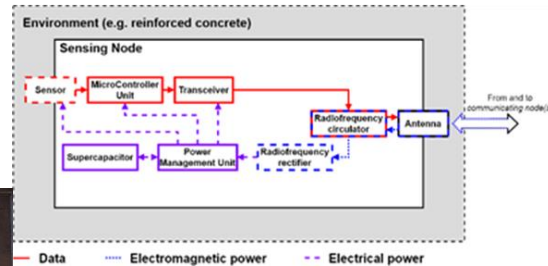 Environment (e.g. reinforced concrete)
Sensing Node
Sensor
MicroController
Unit
Transceiver
Radiofrequency
circulator
Antenna
From and to
communicating node(
Supercapacitor
Power
Management Unit
Radiofrequency
rectifier
Data
Electromagnetic power
Electrical power